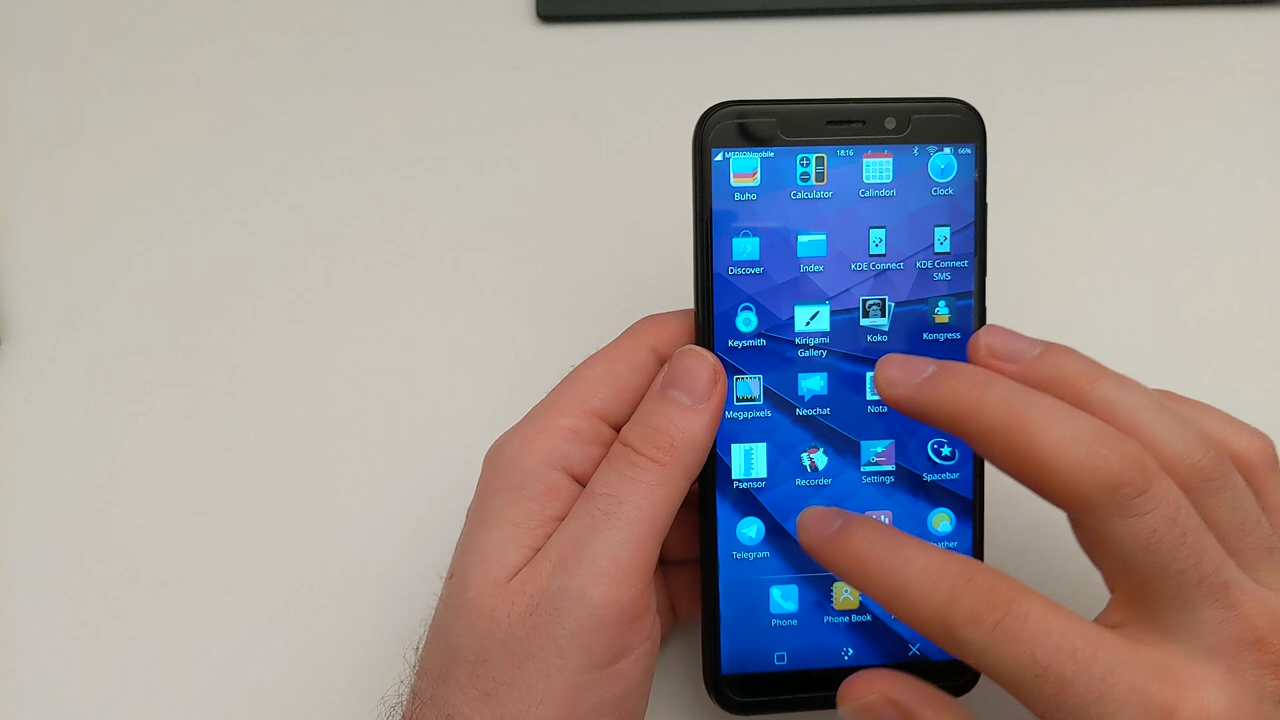 MEDIONmobile 18:16 66%
Buho Calculator Calindori Clock
Discover Index KDE Connect KDE Connect
SMS
Keysmith Kirigami Koko Kongress
Gallery
Megapixels Neochat Nota
Psensor Recorder Settings Spacebar
Telegram
Phone Phone Book